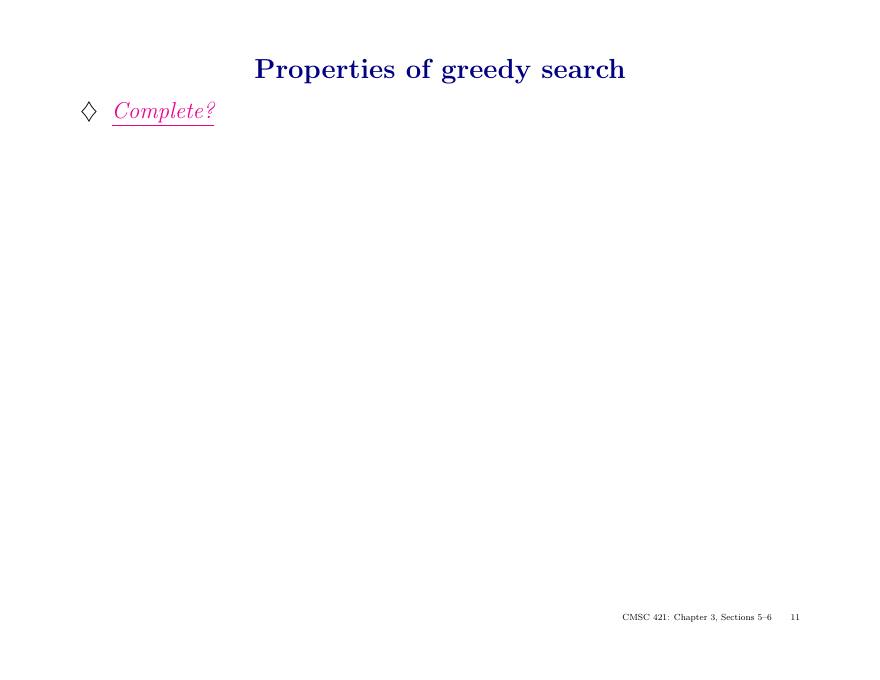 Properties of greedy search
♢ Complete?
CMSC 421: Chapter 3, Sections 5–6 11